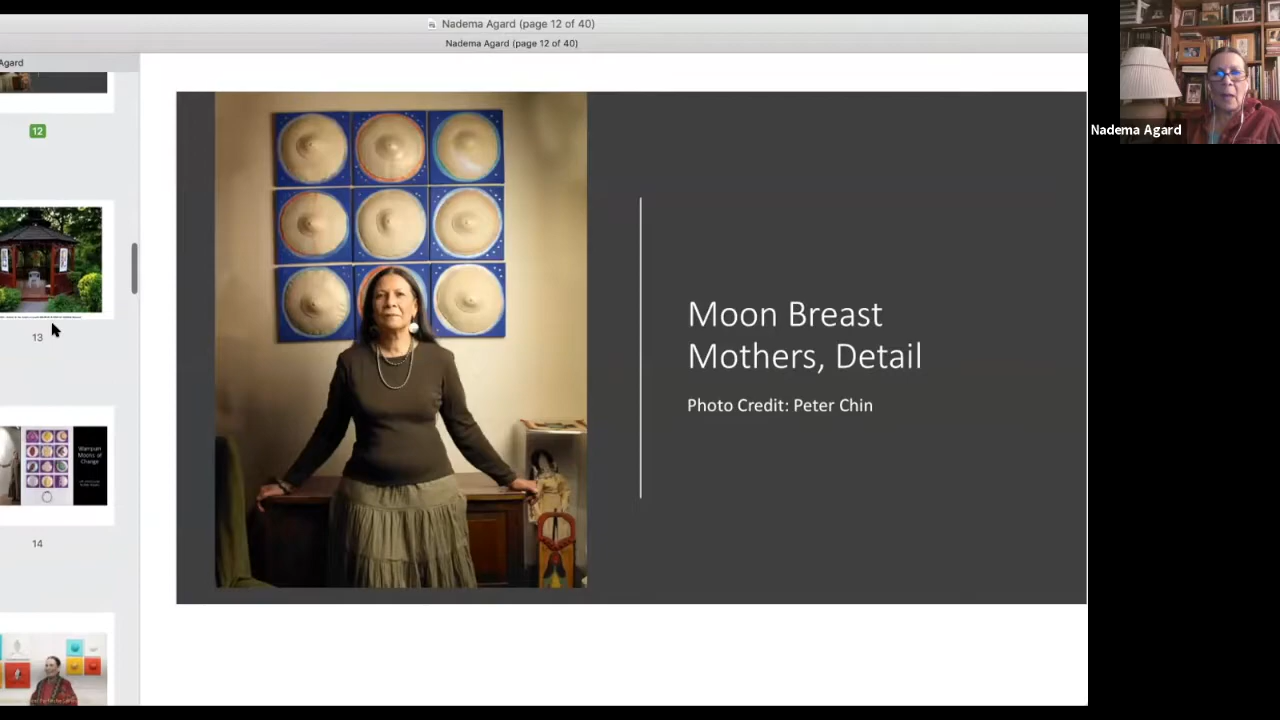 Nadema Agard (page 12 of 40)
Nadema Agard (page 12 of 40)
Agard
12
13
14
Wampum
Moons of
Change
Moon Breast
Mothers, Detail
Photo Credit: Peter Chin
Nadema Agard